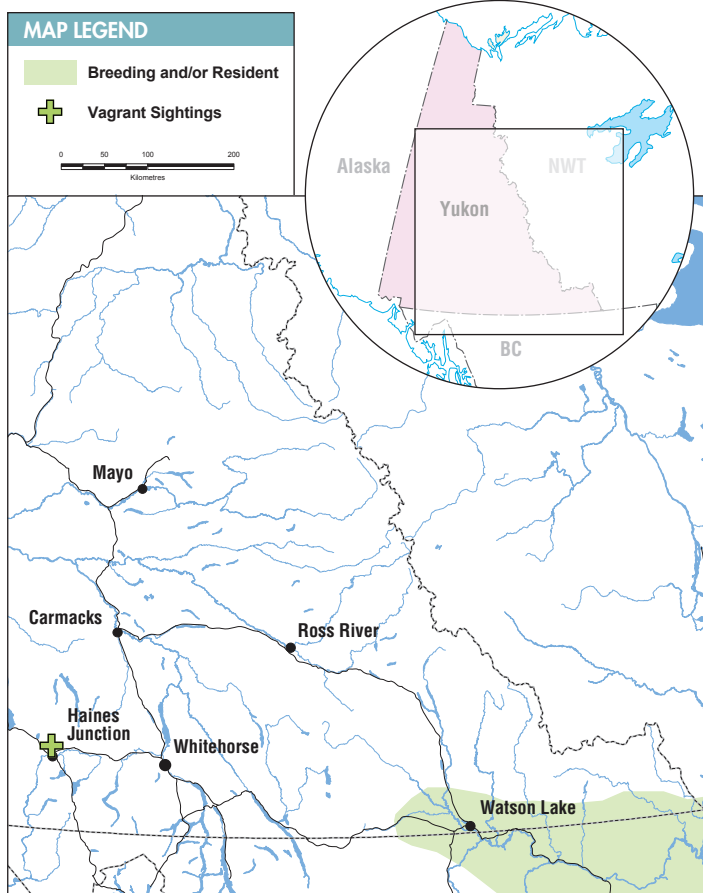 MAP LEGEND
Breeding and/or Resident
Vagrant Sightings
0 50 100 200
Kilometres
Alaska
NWT
Yukon
BC
Mayo
Carmacks
Ross River
Haines
Junction
Whitehorse
Watson Lake